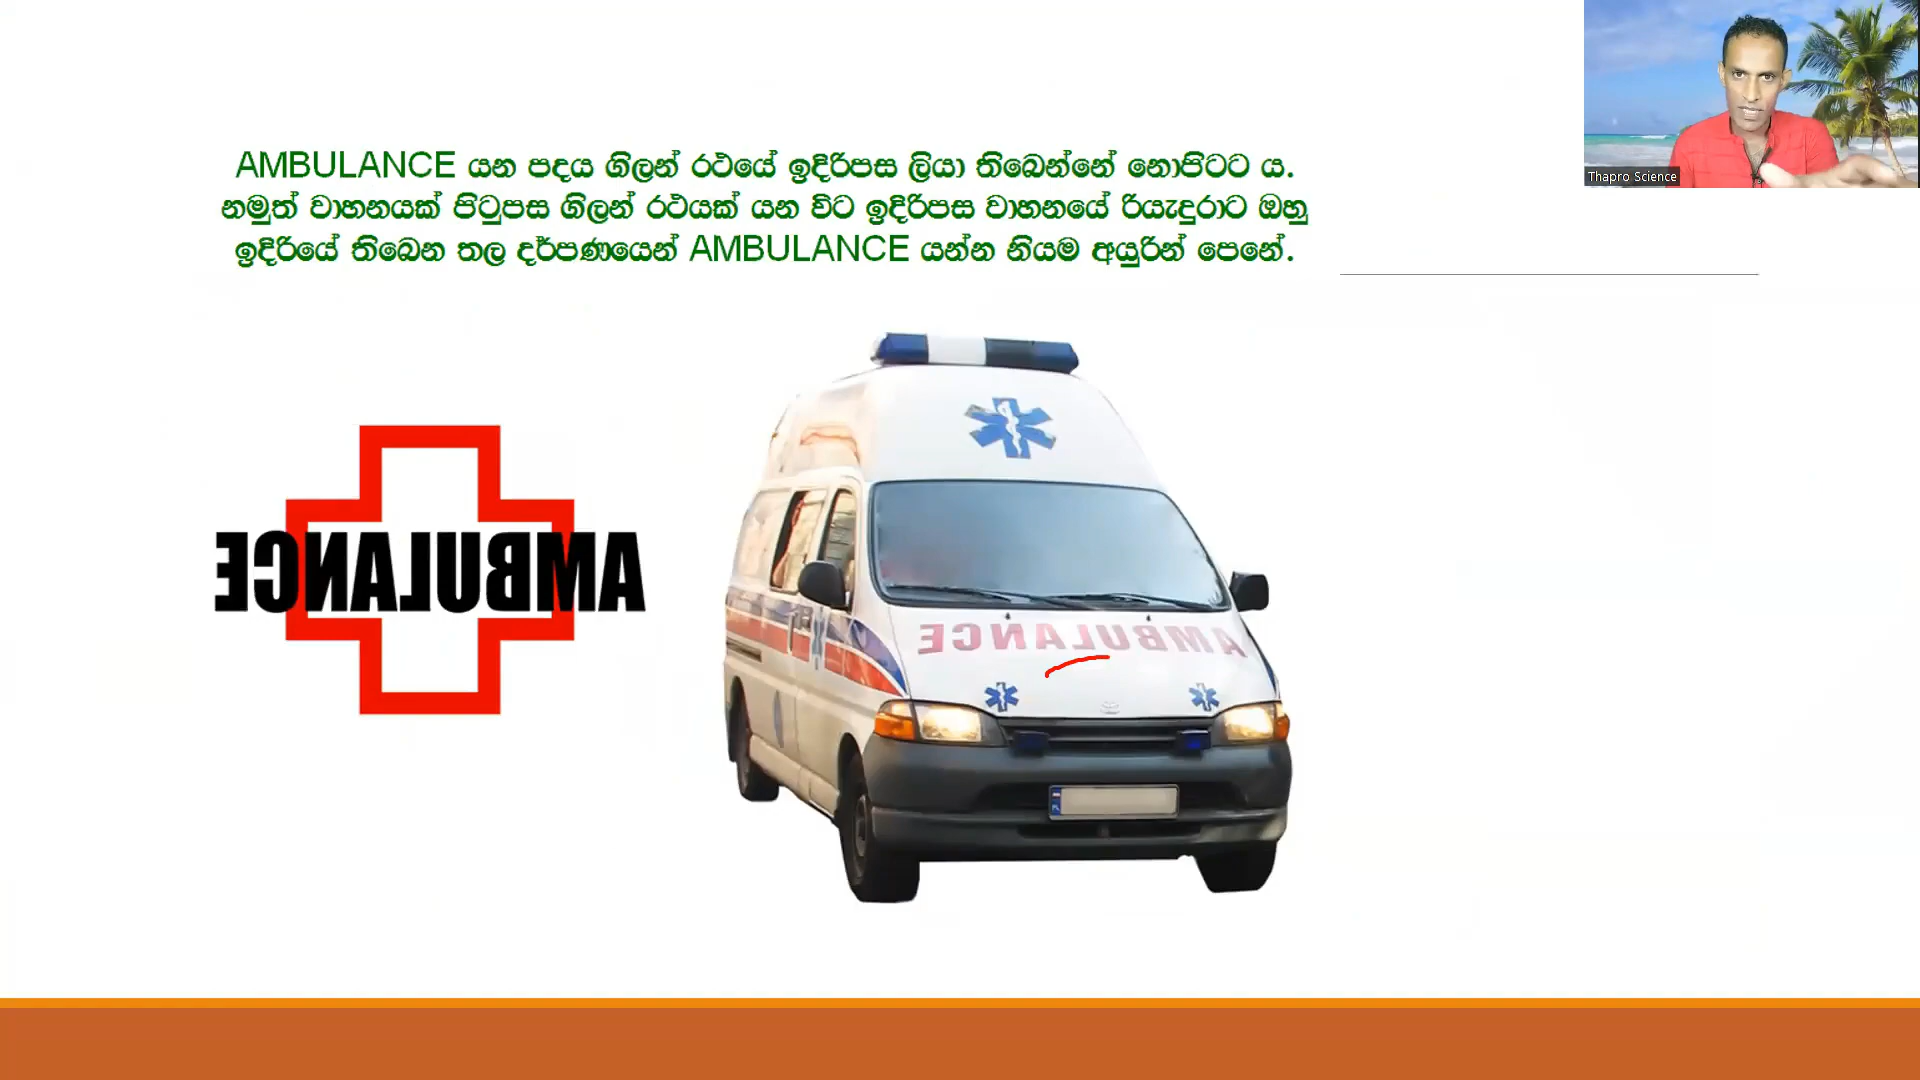 Thapro Science
AMBULANCE යන පදය ගිලන් රථයේ ඉදිරිපස ලියා තිබෙන්නේ නොපිටට ය.
නමුත් වාහනයක් පිටුපස ගිලන් රථයක් යන විට ඉදිරිපස වාහනයේ රියැදුරාට ඔහු
ඉදිරියේ තිබෙන තල දර්පණයෙන් AMBULANCE යන්න නියම අයුරින් පෙනේ.
AMBULANCE
AMBULANCE